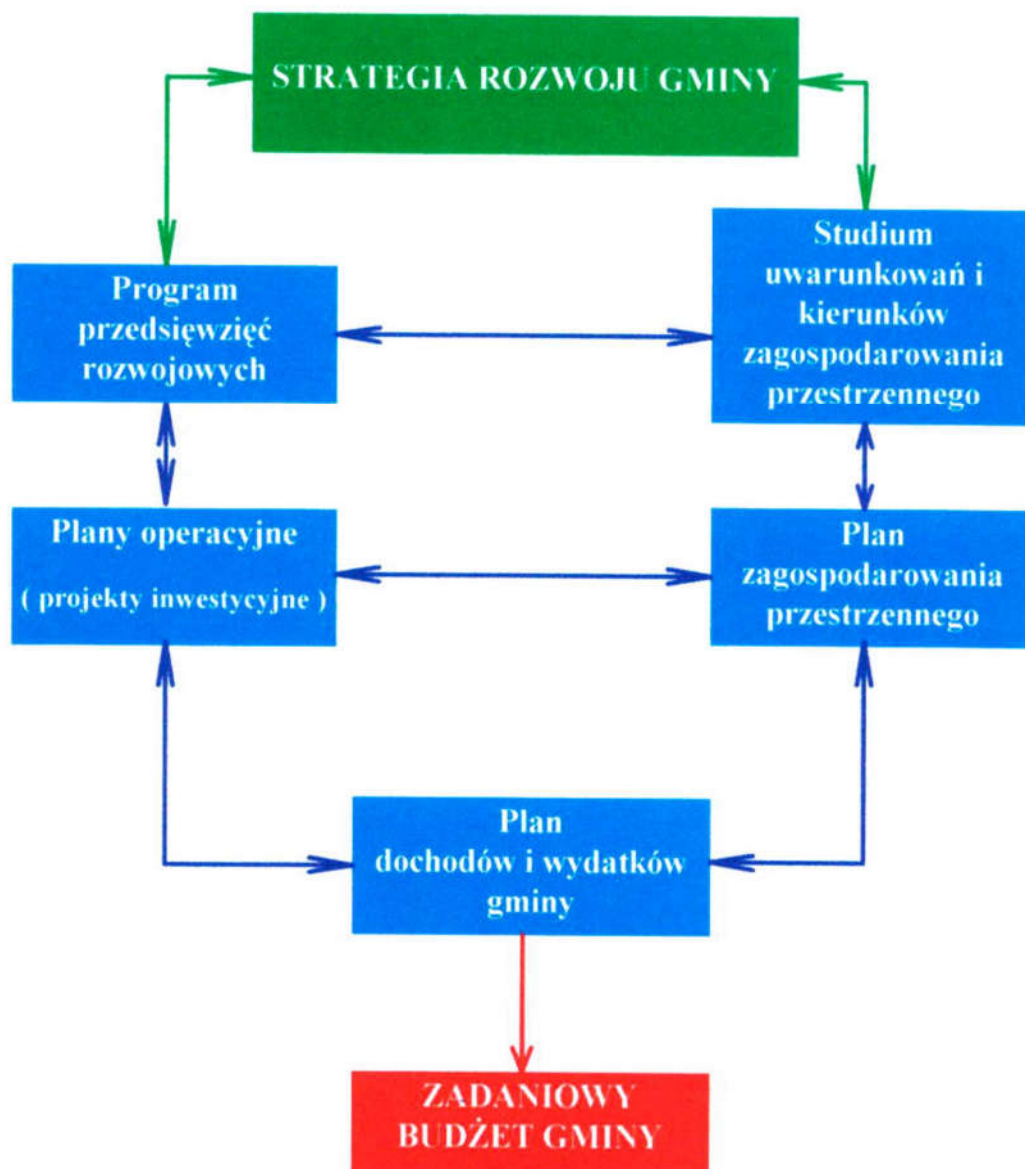 STRATEGIA ROZWOJU GMINY
Program
przedsięwzięć
rozwojowych
Studium
uwarunkowań i
kierunków
zagospodarowania
przestrzennego
Plany operacyjne
( projekty inwestycyjne )
Plan
zagospodarowania
przestrzennego
Plan
dochodów i wydatków
gminy
ZADANIOWY
BUDŻET GMINY